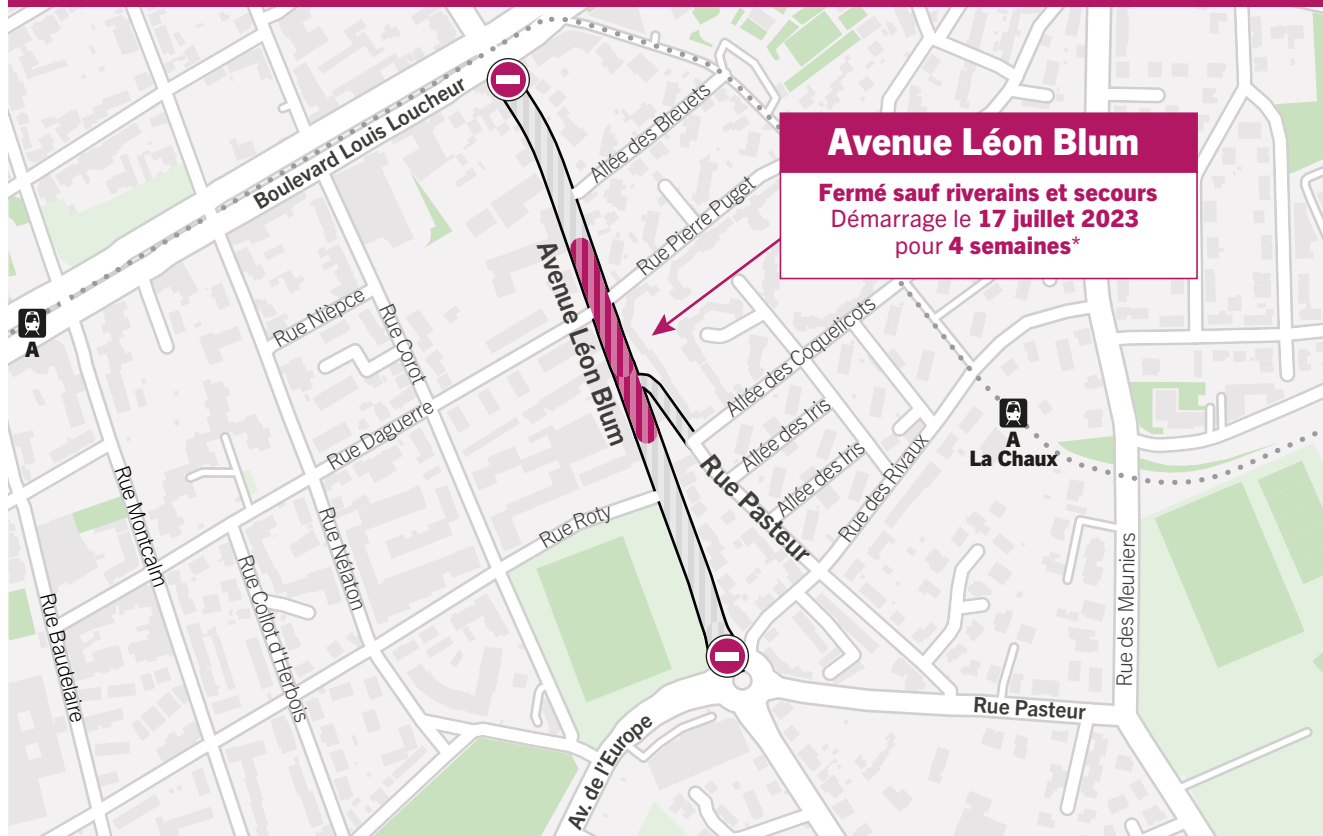 Boulevard Louis Loucheur
Allée des Bleuets
Avenue Léon Blum
Fermé sauf riverains et secours
Démarrage le 17 juillet 2023
pour 4 semaines*
Rue Pierre Puget
Avenue Léon Blum
Rue Nièpce
Rue Corot
A
Allée des Coquelicots
Rue Daguerre
Allée des Iris
Allée des Iris
A
La Chaux
Rue des Rivaux
Rue Pasteur
Rue Montcalm
Rue Roty
Rue Nélaton
Rue Collot d'Herbois
Rue Baudelaire
Rue des Meuniers
Rue Pasteur
Av. de l'Europe